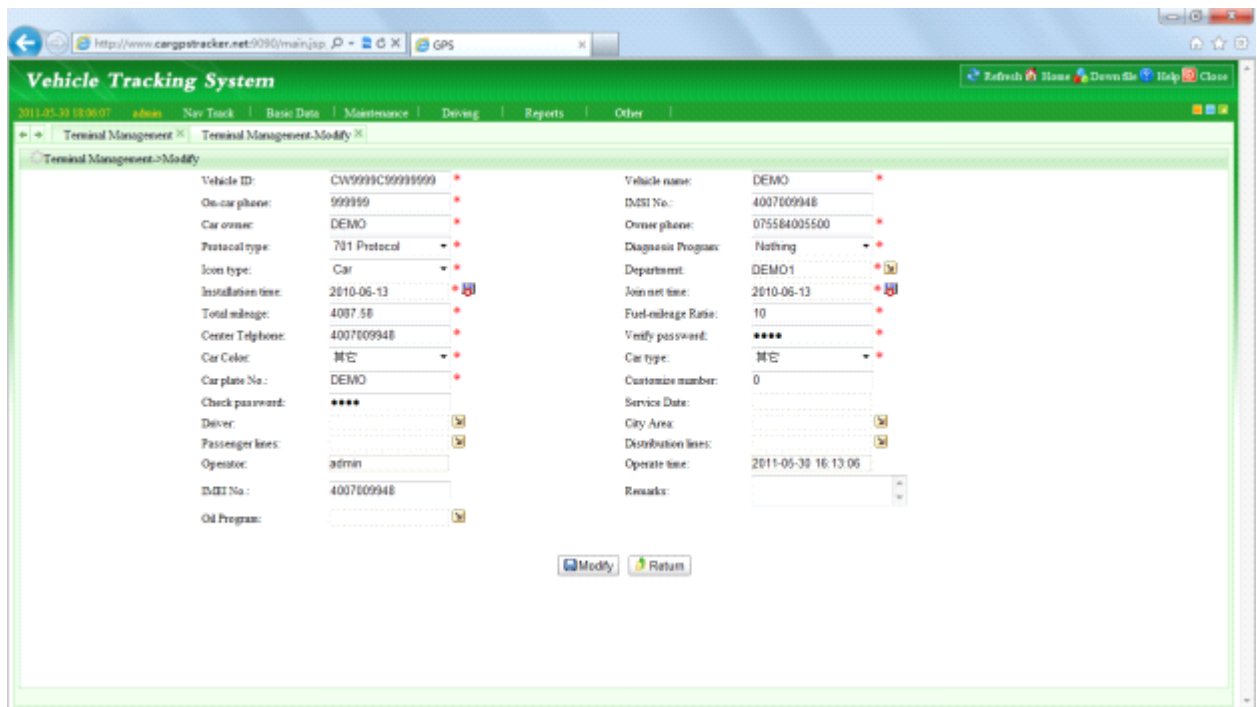 http://www.cargpstracker.net:9090/main.jsp GPS
Vehicle Tracking System
Refresh Home Down file Help Close
2011-05-30 18:06:07 admin Nav Track | Basic Data | Maintenance | Driving | Reports | Other |
Terminal Management Terminal Management-Modify
Terminal Management->Modify
Vehicle ID: CW9999C99999999 * Vehicle name: DEMO *
On-car phone: 999999 * IMSI No.: 4007009948
Car owner: DEMO * Owner phone: 075584005500 *
Protocal type: 701 Protocol * Diagnosis Program: Nothing *
Icon type: Car * Department: DEMO1 *
Installation time: 2010-06-13 * Join net time: 2010-06-13 *
Total mileage: 4087.58 * Fuel-mileage Ratio: 10 *
Center Telphone: 4007009948 * Verify password: •••• *
Car Color: 其它 * Car type: 其它 *
Car plate No.: DEMO * Customize number: 0
Check password: •••• Service Date:
Driver: City Area:
Passenger lines: Distribution lines:
Operator: admin Operate time: 2011-05-30 16:13:06
IMEI No.: 4007009948 Remarks:
Oil Program:
Modify Return